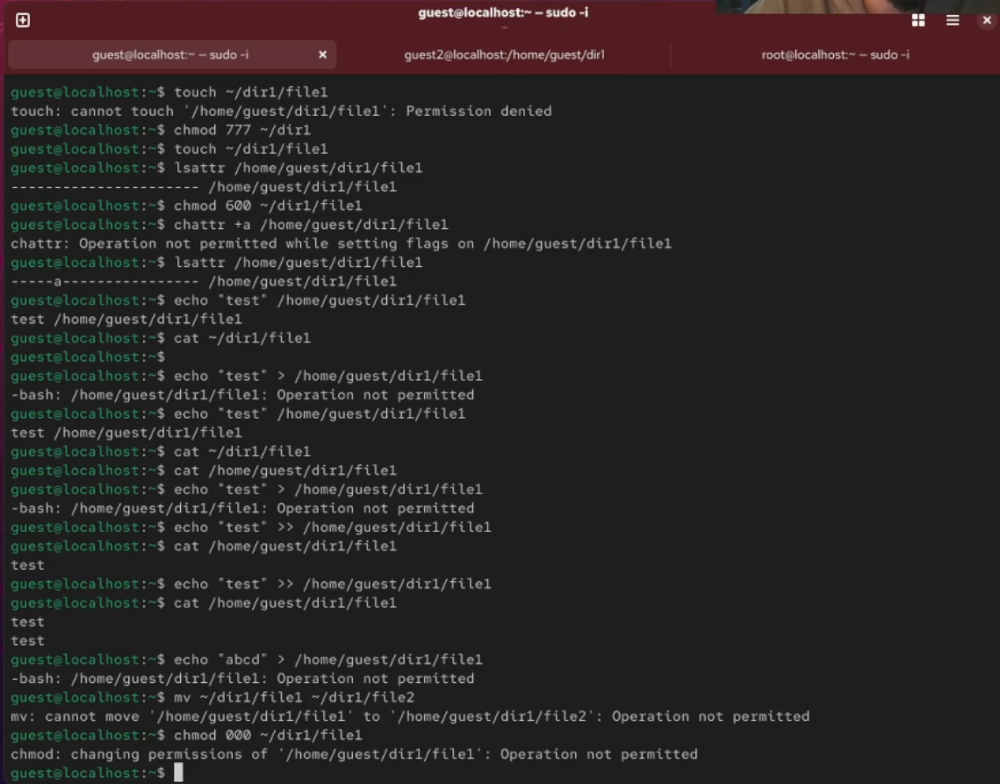 guest@localhost:~ — sudo -i
~
guest@localhost:~ — sudo -i
guest2@localhost:/home/guest/dir1
root@localhost:~ — sudo -i
guest@localhost:~$ touch ~/dir1/file1
touch: cannot touch '/home/guest/dir1/file1': Permission denied
guest@localhost:~$ chmod 777 ~/dir1
guest@localhost:~$ touch ~/dir1/file1
guest@localhost:~$ lsattr /home/guest/dir1/file1
---------------------- /home/guest/dir1/file1
guest@localhost:~$ chmod 600 ~/dir1/file1
guest@localhost:~$ chattr +a /home/guest/dir1/file1
chattr: Operation not permitted while setting flags on /home/guest/dir1/file1
guest@localhost:~$ lsattr /home/guest/dir1/file1
-----a---------------- /home/guest/dir1/file1
guest@localhost:~$ echo "test" /home/guest/dir1/file1
test /home/guest/dir1/file1
guest@localhost:~$ cat ~/dir1/file1
guest@localhost:~$
guest@localhost:~$ echo "test" > /home/guest/dir1/file1
-bash: /home/guest/dir1/file1: Operation not permitted
guest@localhost:~$ echo "test" /home/guest/dir1/file1
test /home/guest/dir1/file1
guest@localhost:~$ cat ~/dir1/file1
guest@localhost:~$ cat /home/guest/dir1/file1
guest@localhost:~$ echo "test" > /home/guest/dir1/file1
-bash: /home/guest/dir1/file1: Operation not permitted
guest@localhost:~$ echo "test" >> /home/guest/dir1/file1
guest@localhost:~$ cat /home/guest/dir1/file1
test
guest@localhost:~$ echo "test" >> /home/guest/dir1/file1
guest@localhost:~$ cat /home/guest/dir1/file1
test
test
guest@localhost:~$ echo "abcd" > /home/guest/dir1/file1
-bash: /home/guest/dir1/file1: Operation not permitted
guest@localhost:~$ mv ~/dir1/file1 ~/dir1/file2
mv: cannot move '/home/guest/dir1/file1' to '/home/guest/dir1/file2': Operation not permitted
guest@localhost:~$ chmod 000 ~/dir1/file1
chmod: changing permissions of '/home/guest/dir1/file1': Operation not permitted
guest@localhost:~$